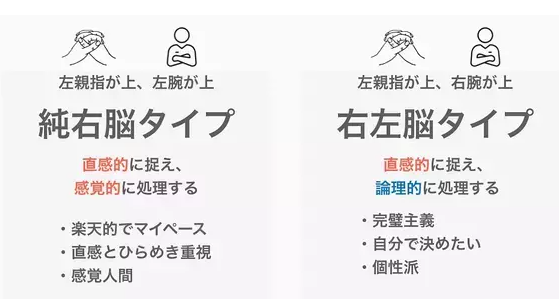 左親指が上、左腕が上
純右脳タイプ
直感的に捉え、
感覚的に処理する
・楽天的でマイペース
・直感とひらめき重視
・感覚人間
左親指が上、右腕が上
右左脳タイプ
直感的に捉え、
論理的に処理する
・完璧主義
・自分で決めたい
・個性派